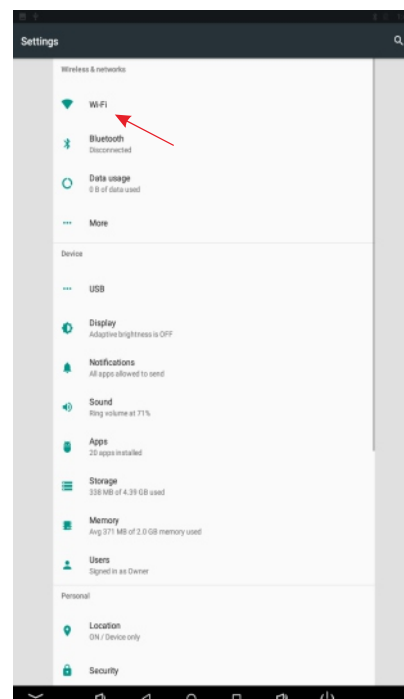 Settings
Wireless & networks
Wi-Fi
Bluetooth
Disconnected
Data usage
0 B of data used
More
Device
USB
Display
Adaptive brightness is OFF
Notifications
All apps allowed to send
Sound
Ring volume at 71%
Apps
20 apps installed
Storage
338 MB of 4.39 GB used
Memory
Avg 371 MB of 2.0 GB memory used
Users
Signed in as Owner
Personal
Location
ON / Device only
Security